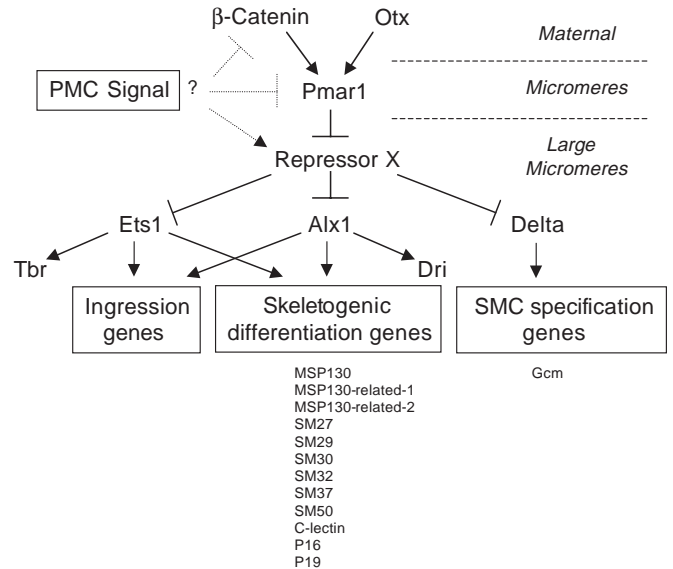 β-Catenin Otx
Maternal
PMC Signal ?
Pmar1
Micromeres
Repressor X
Large
Micromeres
Ets1 Alx1 Delta
Tbr Dri
Ingression
genes
Skeletogenic
differentiation genes
SMC specification
genes
MSP130
MSP130-related-1
MSP130-related-2
SM27
SM29
SM30
SM32
SM37
SM50
C-lectin
P16
P19
Gcm